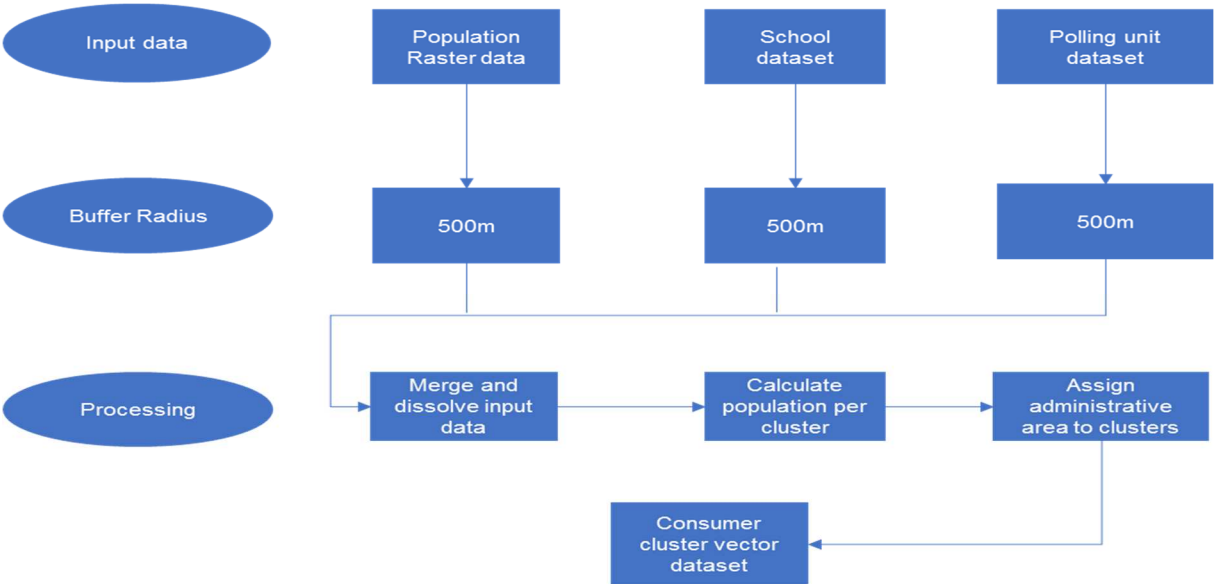 Input data
Population
Raster data
School
dataset
Polling unit
dataset
Buffer Radius
500m
500m
500m
Processing
Merge and
dissolve input
data
Calculate
population per
cluster
Assign
administrative
area to clusters
Consumer
cluster vector
dataset